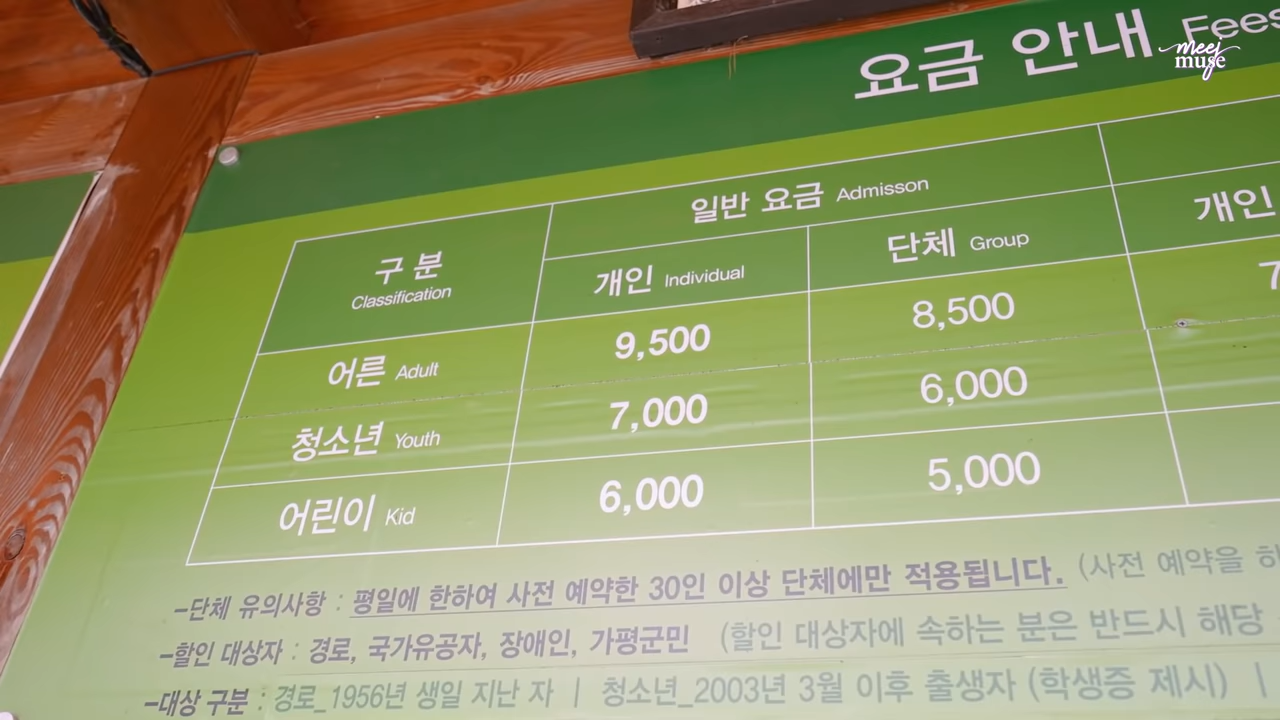 meej
muse
요금 안내 Fees
일반 요금 Admisson
구 분
Classification
개인 Individual
단체 Group
개인
어른 Adult
9,500
8,500
청소년 Youth
7,000
6,000
어린이 Kid
6,000
5,000
-단체 유의사항 : 평일에 한하여 사전 예약한 30인 이상 단체에만 적용됩니다. (사전 예약을
-할인 대상자 : 경로, 국가유공자, 장애인, 가평군민 (할인 대상자에 속하는 분은 반드시 해당
-대상 구분 : 경로_1956년 생일 지난 자 | 청소년_2003년 3월 이후 출생자 (학생증 제시) |